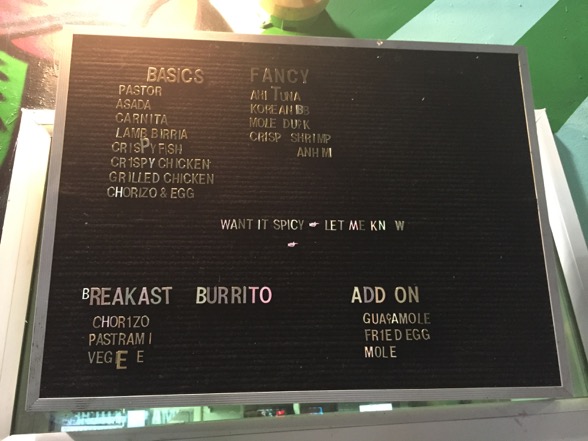 BASICS
PASTOR
ASADA
CARNITA
LAMB BIRRIA
CRISPY FISH
CR1SPY CHICKEN
GRILLED CHICKEN
CHORIZO & EGG
FANCY
AHI TUNA
KOREAN BB
MOLE DUCK
CRISP SHRIMP
ANH MI
WANT IT SPICY LET ME KN W
BREAKAST BURRITO
CHOR1ZO
PASTRAM I
VEG E E
ADD ON
GUACAMOLE
FR1ED EGG
MOLE